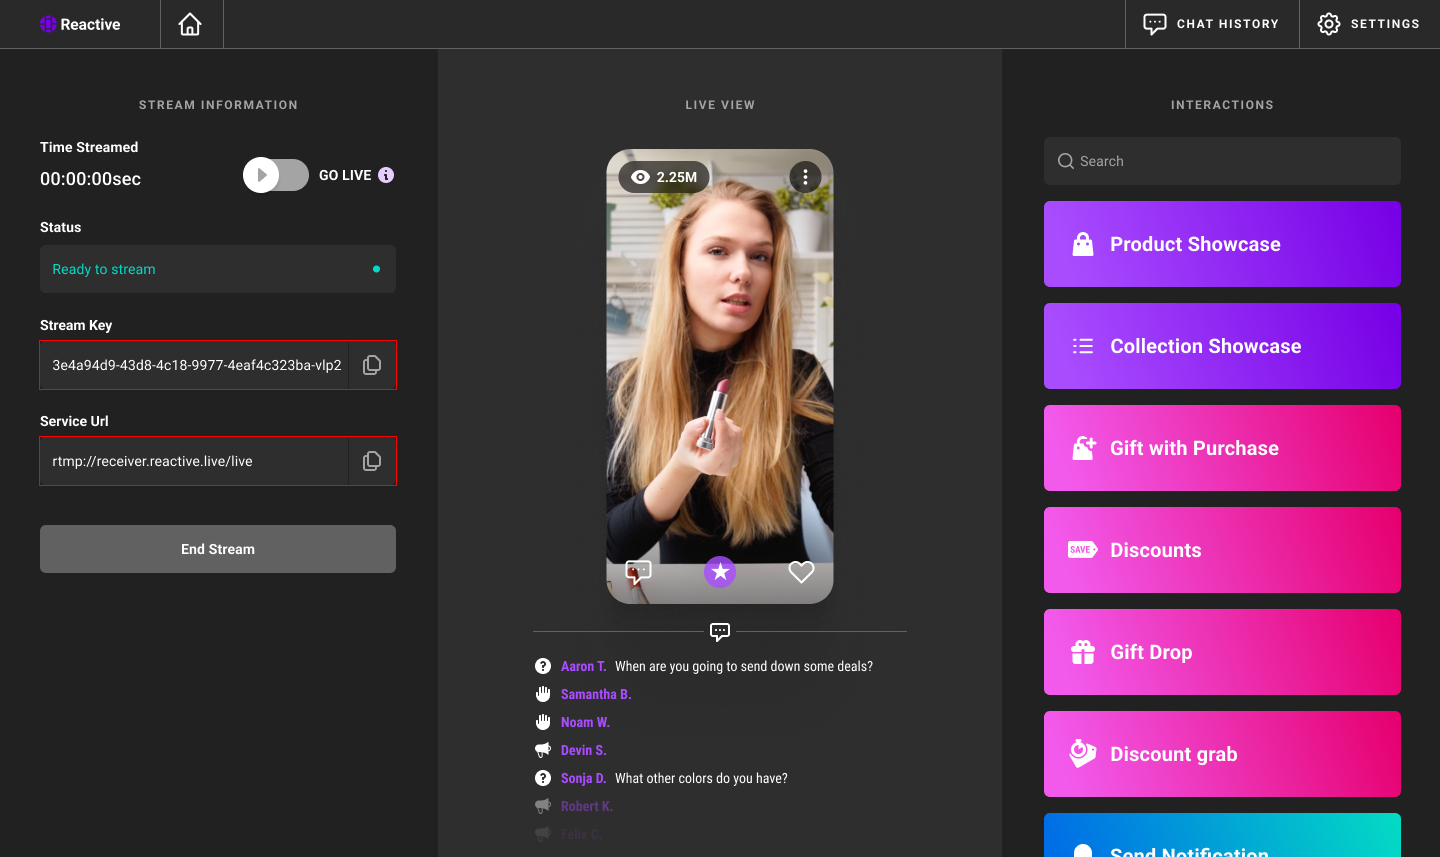 Reactive
CHAT HISTORY
SETTINGS
STREAM INFORMATION
Time Streamed
00:00:00sec
GO LIVE
Status
Ready to stream
Stream Key
3e4a94d9-43d8-4c18-9977-4eaf4c323ba-vlp2
Service Url
rtmp://receiver.reactive.live/live
End Stream
LIVE VIEW
2.25M
Aaron T. When are you going to send down some deals?
Samantha B.
Noam W.
Devin S.
Sonja D. What other colors do you have?
Robert K.
Felix C.
INTERACTIONS
Search
Product Showcase
Collection Showcase
Gift with Purchase
SAVE
Discounts
Gift Drop
Discount grab
Send Notification